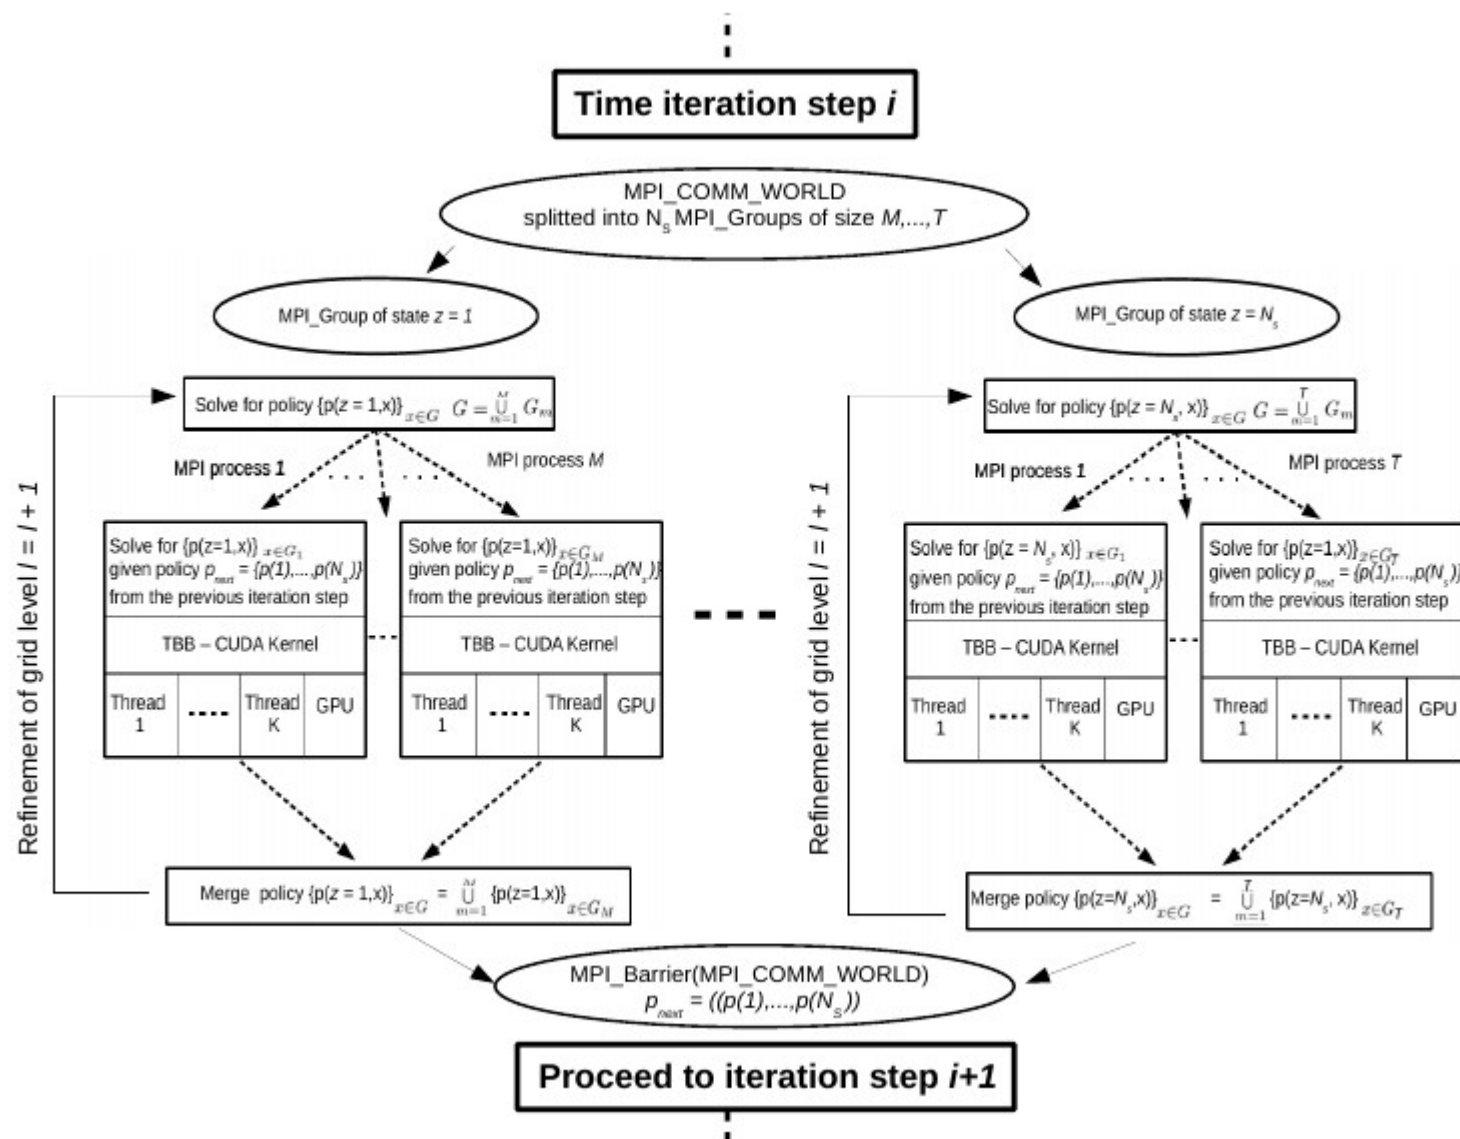 Time iteration step i
MPI_COMM_WORLD
splitted into N_s MPI_Groups of size M,...,T
MPI_Group of state z = 1
MPI_Group of state z = N_s
Solve for policy {p(z = 1,x)}_{x∈G} G = ⋃_{m=1}^{M} G_m
Solve for policy {p(z = N_s, x)}_{x∈G} G = ⋃_{m=1}^{T} G_m
MPI process 1
MPI process M
MPI process 1
MPI process T
Refinement of grid level l = l + 1
Solve for {p(z=1,x)}_{x∈G_1}
given policy p_next = {p(1),...,p(N_s)}
from the previous iteration step
TBB – CUDA Kernel
Thread 
1
Thread
K
GPU
Solve for {p(z=1,x)}_{x∈G_M}
given policy p_next = {p(1),...,p(N_s)}
from the previous iteration step
TBB – CUDA Kernel
Thread
1
Thread
K
GPU
Refinement of grid level l = l + 1
Solve for {p(z = N_s, x)}_{x∈G_1}
given policy p_next = {p(1),...,p(N_s)}
from the previous iteration step
TBB – CUDA Kernel
Thread
1
Thread
K
GPU
Solve for {p(z=1,x)}_{x∈G_T}
given policy p_next = {p(1),...,p(N_s)}
from the previous iteration step
TBB – CUDA Kernel
Thread
1
Thread
K
GPU
Merge policy {p(z = 1,x)}_{x∈G} = ⋃_{m=1}^{M} {p(z=1,x)}_{x∈G_M}
Merge policy {p(z=N_s,x)}_{x∈G} = ⋃_{m=1}^{T} {p(z=N_s, x)}_{x∈G_T}
MPI_Barrier(MPI_COMM_WORLD)
p_next = ((p(1),...,p(N_S))
Proceed to iteration step i+1